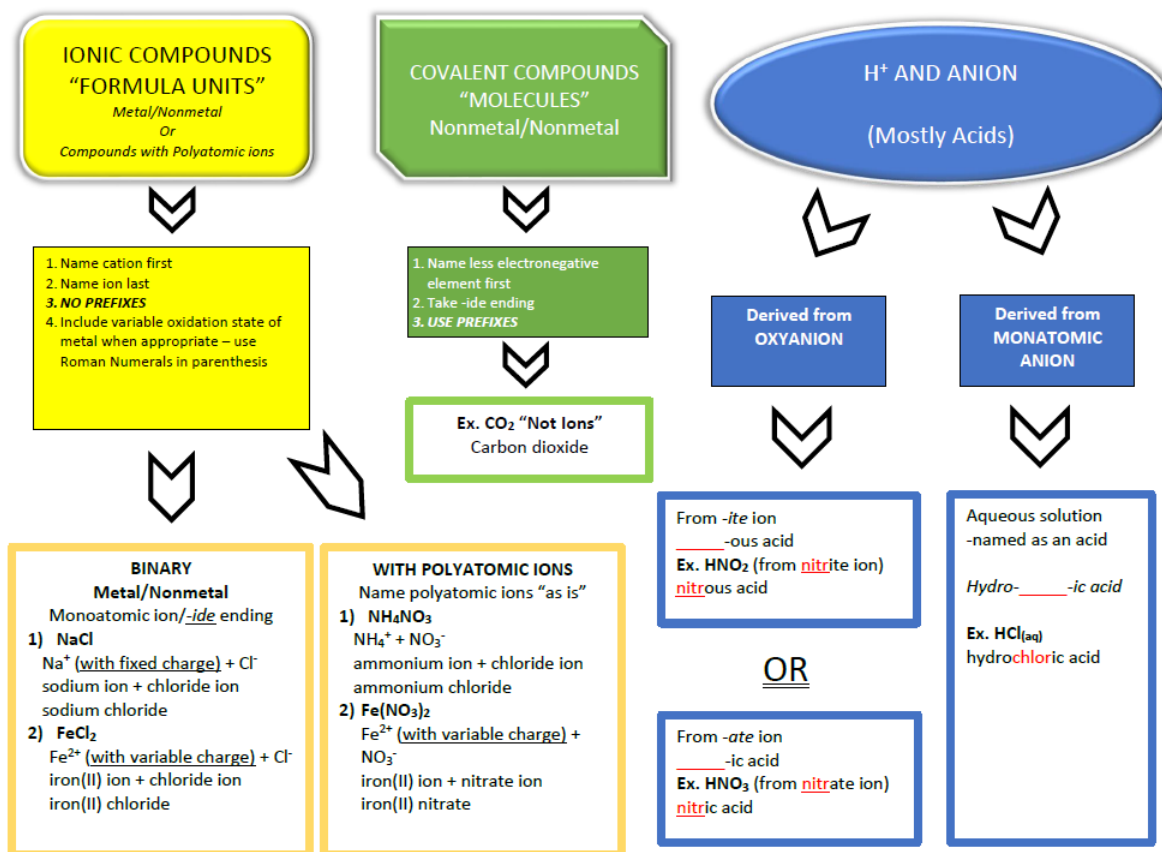 IONIC COMPOUNDS
“FORMULA UNITS”
Metal/Nonmetal
Or
Compounds with Polyatomic ions
COVALENT COMPOUNDS
“MOLECULES”
Nonmetal/Nonmetal
H⁺ AND ANION
(Mostly Acids)
1. Name cation first
2. Name ion last
3. NO PREFIXES
4. Include variable oxidation state of
metal when appropriate – use
Roman Numerals in parenthesis
1. Name less electronegative
element first
2. Take -ide ending
3. USE PREFIXES
Derived from
OXYANION
Derived from
MONATOMIC
ANION
Ex. CO₂ “Not Ions”
Carbon dioxide
BINARY
Metal/Nonmetal
Monoatomic ion/-ide ending
1) NaCl
Na⁺ (with fixed charge) + Cl⁻
sodium ion + chloride ion
sodium chloride
2) FeCl₂
Fe²⁺ (with variable charge) + Cl⁻
iron(II) ion + chloride ion
iron(II) chloride
WITH POLYATOMIC IONS
Name polyatomic ions “as is”
1) NH₄NO₃
NH₄⁺ + NO₃⁻
ammonium ion + chloride ion
ammonium chloride
2) Fe(NO₃)₂
Fe²⁺ (with variable charge) +
NO₃⁻
iron(II) ion + nitrate ion
iron(II) nitrate
From -ite ion
_____-ous acid
Ex. HNO₂ (from nitrite ion)
nitrous acid
OR
From -ate ion
_____-ic acid
Ex. HNO₃ (from nitrate ion)
nitric acid
Aqueous solution
-named as an acid
Hydro-_____-ic acid
Ex. HCl(aq)
hydrochloric acid